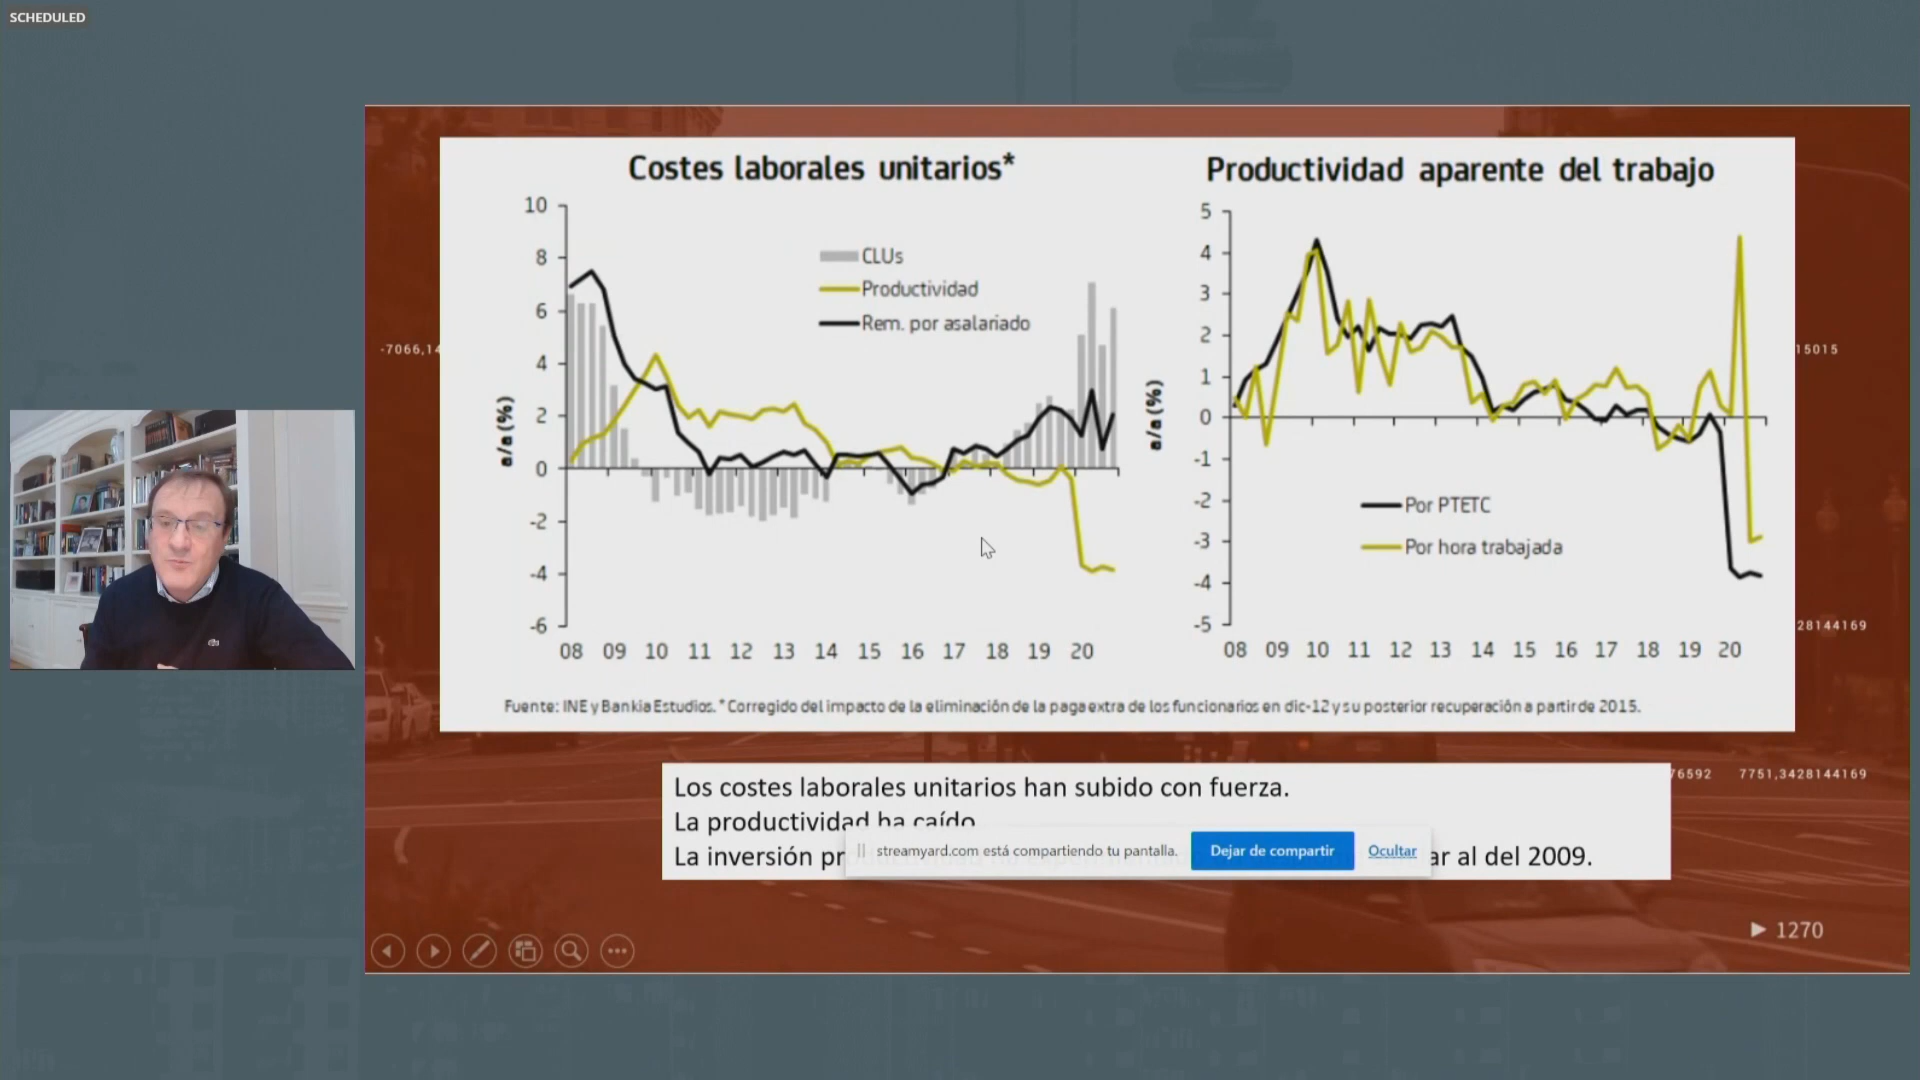 SCHEDULED
Costes laborales unitarios*
10
8
6
4
2
0
-2
-4
-6
a/a (%)
CLUs
Productividad
Rem. por asalariado
08 09 10 11 12 13 14 15 16 17 18 19 20
Productividad aparente del trabajo
5
4
3
2
1
0
-1
-2
-3
-4
-5
a/a (%)
Por PTETC
Por hora trabajada
08 09 10 11 12 13 14 15 16 17 18 19 20
Fuente: INE y Bankia Estudios. * Corregido del impacto de la eliminación de la paga extra de los funcionarios en dic-12 y su posterior recuperación a partir de 2015.
-7066,14
15015
28144169
76592 7751,3428144169
Los costes laborales unitarios han subido con fuerza.
La productividad ha caído
La inversión pr
ar al del 2009.
streamyard.com está compartiendo tu pantalla.
Dejar de compartir
Ocultar
1270